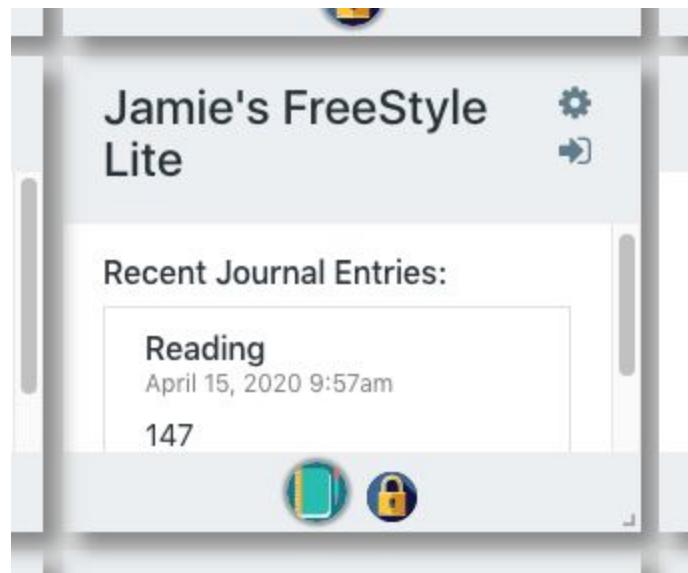 Jamie's FreeStyle
Lite
Recent Journal Entries:
Reading
April 15, 2020 9:57am
147